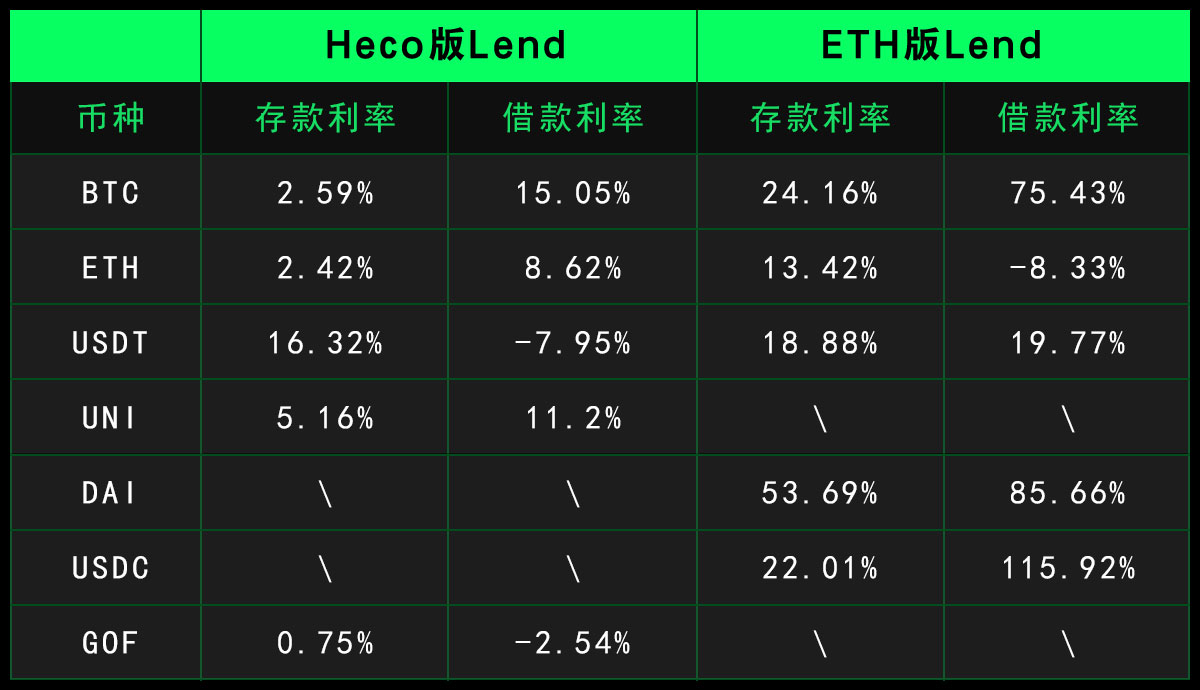 Heco版Lend ETH版Lend
币种 存款利率 借款利率 存款利率 借款利率
BTC 2.59% 15.05% 24.16% 75.43%
ETH 2.42% 8.62% 13.42% -8.33%
USDT 16.32% -7.95% 18.88% 19.77%
UNI 5.16% 11.2% \ \
DAI \ \ 53.69% 85.66%
USDC \ \ 22.01% 115.92%
GOF 0.75% -2.54% \ \